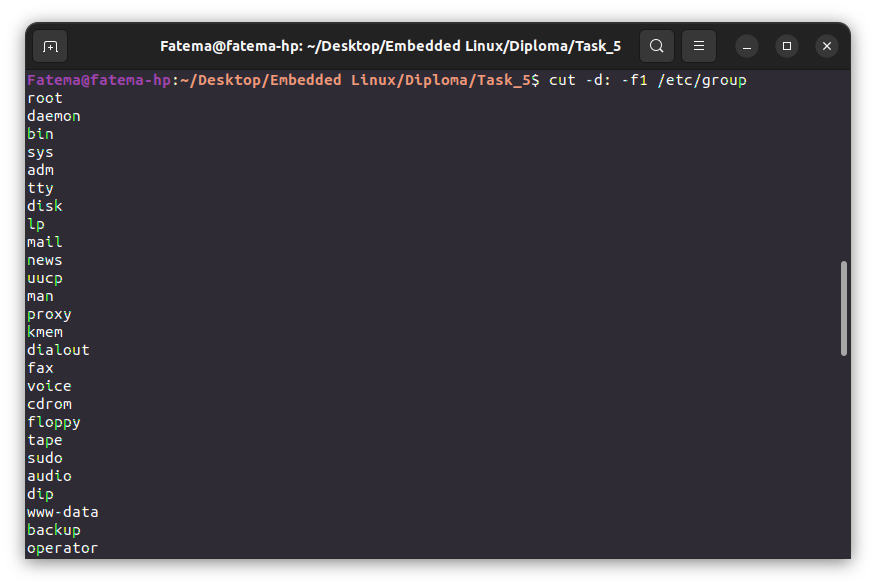 Fatema@fatema-hp: ~/Desktop/Embedded Linux/Diploma/Task_5
Fatema@fatema-hp:~/Desktop/Embedded Linux/Diploma/Task_5$ cut -d: -f1 /etc/group
root
daemon
bin
sys
adm
tty
disk
lp
mail
news
uucp
man
proxy
kmem
dialout
fax
voice
cdrom
floppy
tape
sudo
audio
dip
www-data
backup
operator